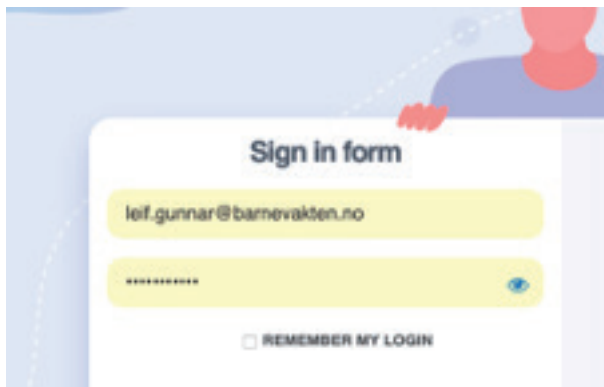 Sign in form
leif.gunnar@barnevakten.no
•••••••••••
REMEMBER MY LOGIN